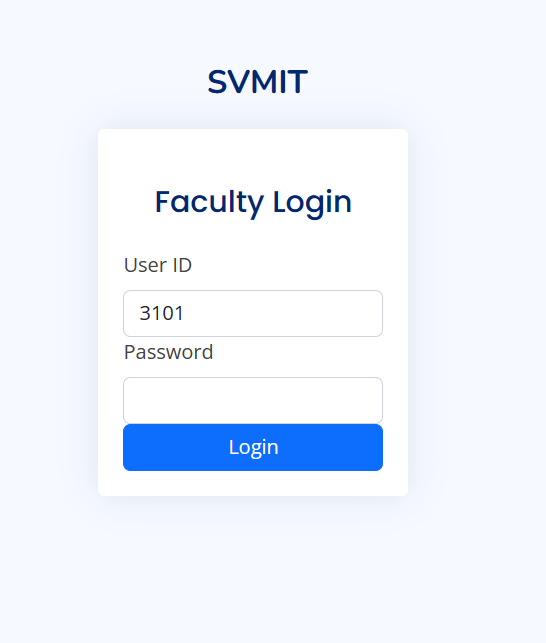 SVMIT
Faculty Login
User ID
3101
Password
Login